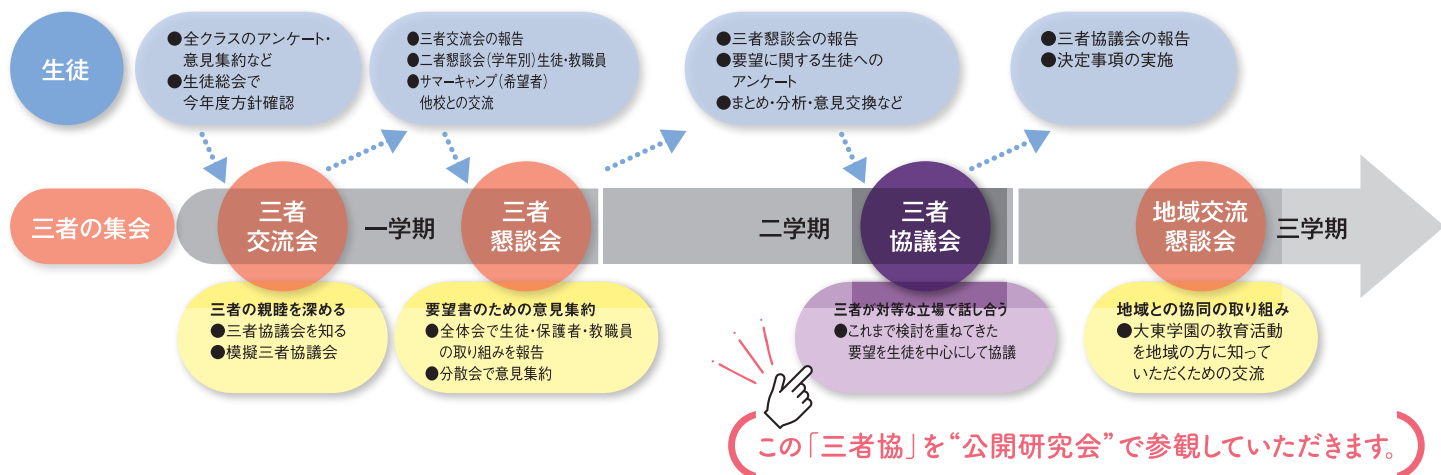 生徒
●全クラスのアンケート・
意見集約など
●生徒総会で
今年度方針確認
●三者交流会の報告
●二者懇談会(学年別)生徒・教職員
●サマーキャンプ(希望者)
他校との交流
●三者懇談会の報告
●要望に関する生徒への
アンケート
●まとめ・分析・意見交換など
●三者協議会の報告
●決定事項の実施
三者の集会
三者
交流会
一学期
三者
懇談会
二学期
三者
協議会
地域交流
懇談会
三学期
三者の親睦を深める
●三者協議会を知る
●模擬三者協議会
要望書のための意見集約
●全体会で生徒・保護者・教職員
の取り組みを報告
●分散会で意見集約
三者が対等な立場で話し合う
●これまで検討を重ねてきた
要望を生徒を中心にして協議
地域との協同の取り組み
●大東学園の教育活動
を地域の方に知って
いただくための交流
この「三者協」を“公開研究会”で参観していただきます。